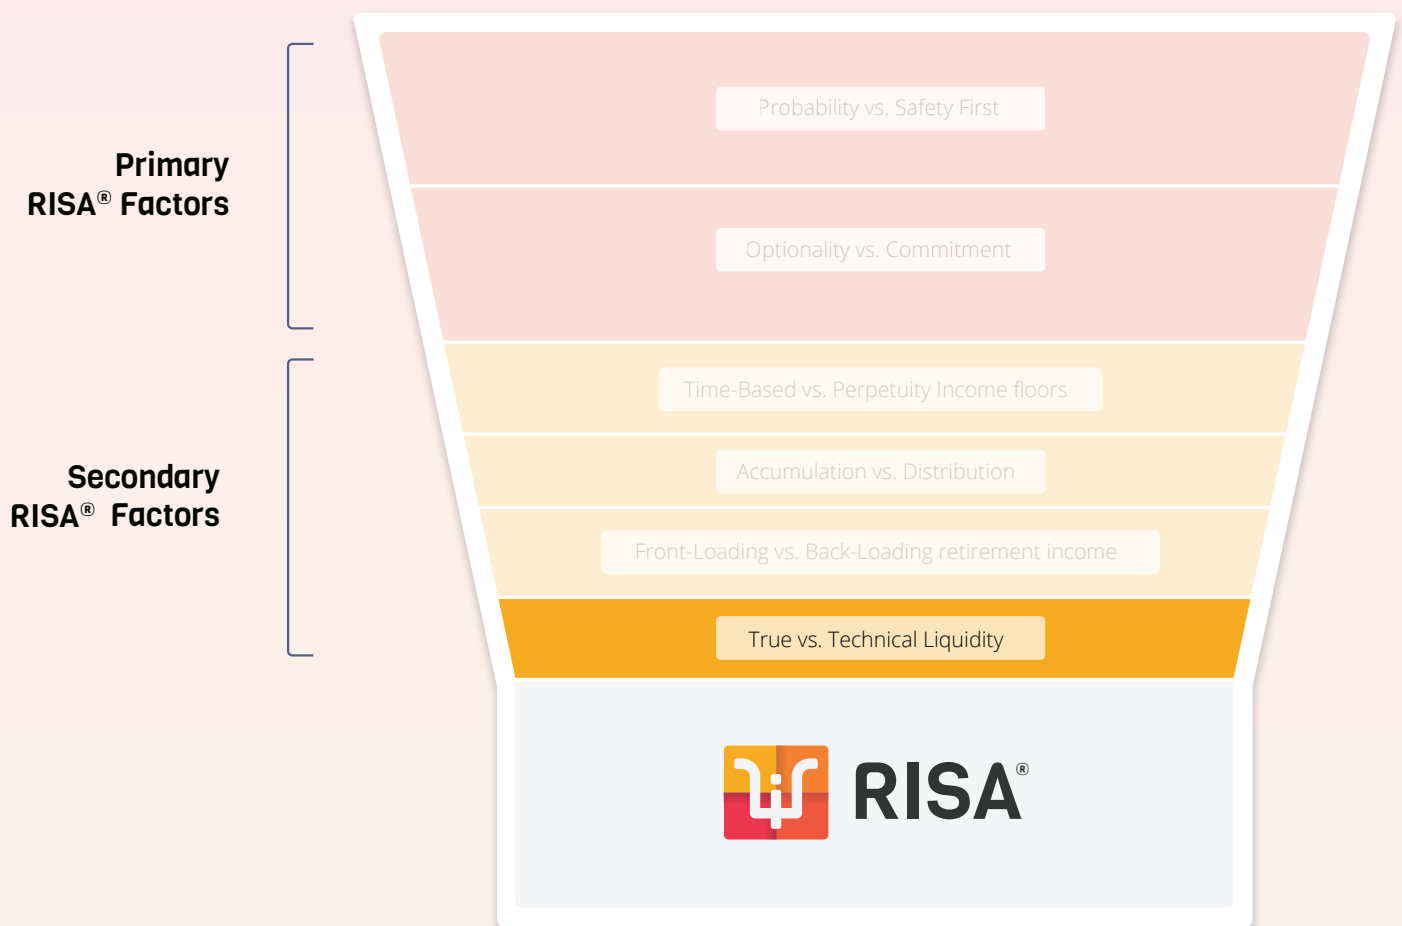 Primary
RISA® Factors
Probability vs. Safety First
Optionality vs. Commitment
Secondary
RISA® Factors
Time-Based vs. Perpetuity Income floors
Accumulation vs. Distribution
Front-Loading vs. Back-Loading retirement income
True vs. Technical Liquidity
RISA®